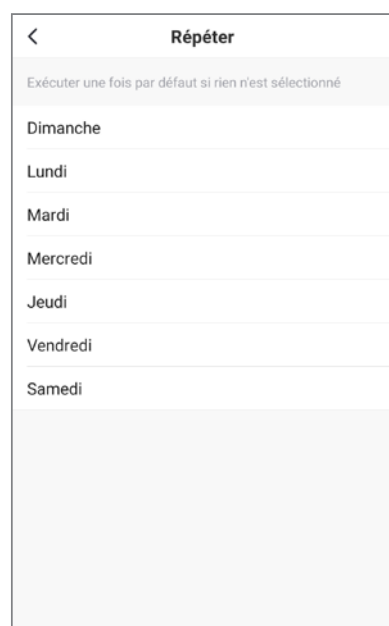 Répéter
Exécuter une fois par défaut si rien n'est sélectionné
Dimanche
Lundi
Mardi
Mercredi
Jeudi
Vendredi
Samedi